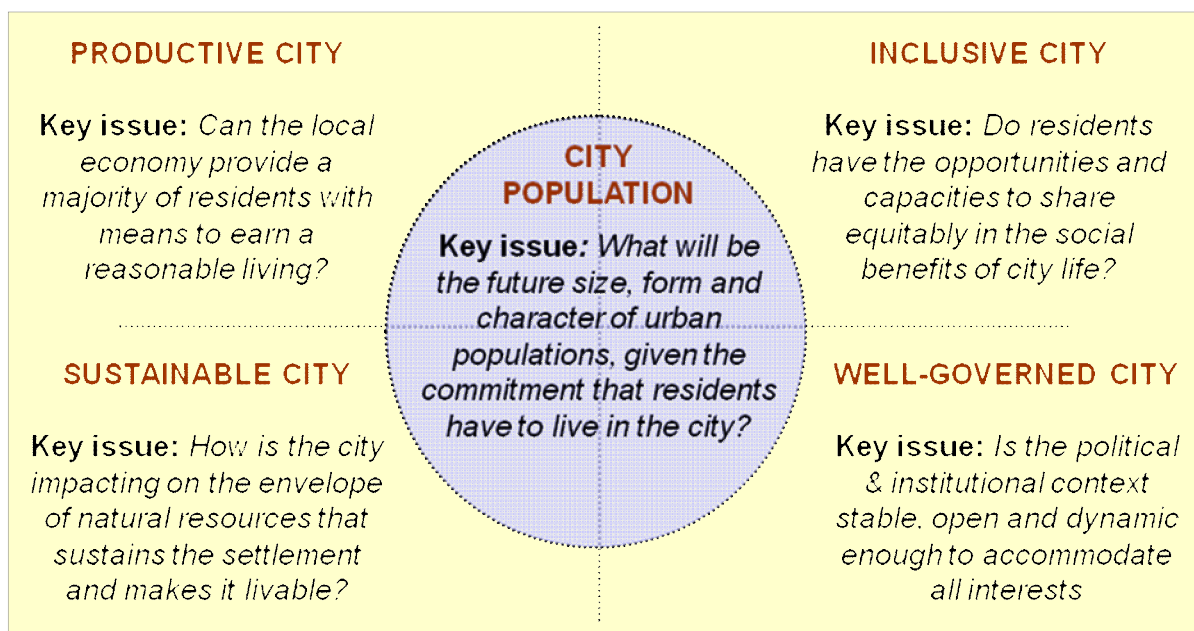 PRODUCTIVE CITY
Key issue: Can the local
economy provide a
majority of residents with
means to earn a
reasonable living?
INCLUSIVE CITY
Key issue: Do residents
have the opportunities and
capacities to share
equitably in the social
benefits of city life?
CITY
POPULATION
Key issue: What will be
the future size, form and
character of urban
populations, given the
commitment that residents
have to live in the city?
SUSTAINABLE CITY
Key issue: How is the city
impacting on the envelope
of natural resources that
sustains the settlement
and makes it livable?
WELL-GOVERNED CITY
Key issue: Is the political
& institutional context
stable, open and dynamic
enough to accommodate
all interests